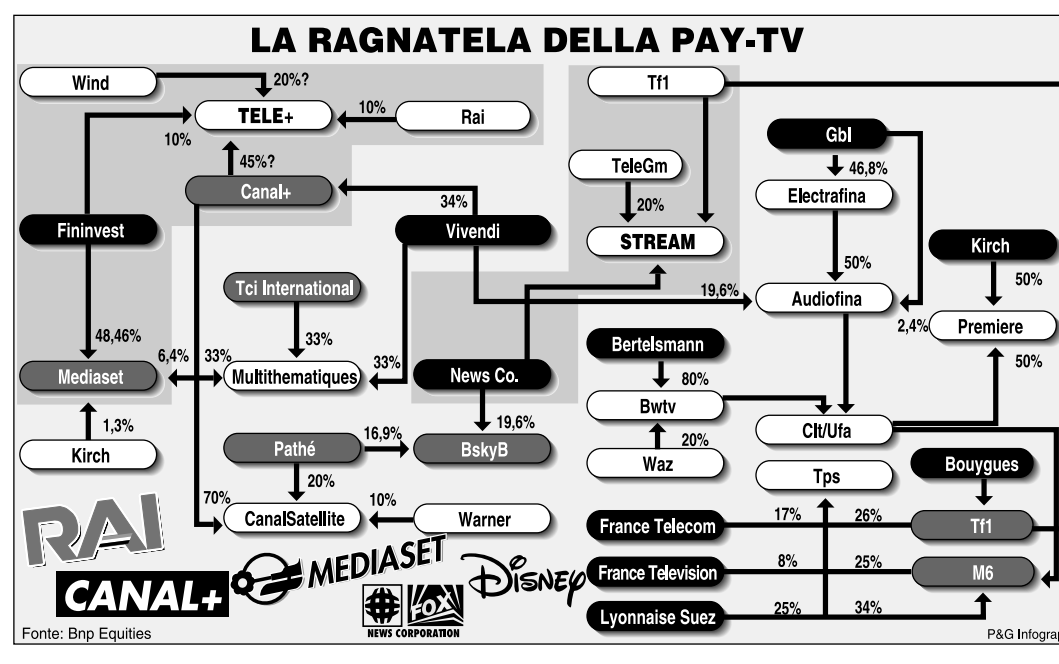 LA RAGNATELA DELLA PAY-TV
Wind
20%?
TELE+
10%
Rai
10%
45%?
Canal+
34%
Fininvest
Vivendi
Tci International
33%
48,46%
6,4%
33%
33%
Mediaset
Multithematiques
News Co.
1,3%
Kirch
19,6%
Pathé
16,9%
BskyB
20%
70%
10%
CanalSatellite
Warner
Tf1
TeleGm
20%
STREAM
Gbl
46,8%
Electrafina
50%
19,6%
Audiofina
2,4%
Kirch
50%
Premiere
50%
Bertelsmann
80%
Bwtv
20%
Waz
Clt/Ufa
Tps
Bouygues
France Telecom
17%
26%
Tf1
France Television
8%
25%
M6
Lyonnaise Suez
25%
34%
RAI
CANAL+
MEDIASET
FOX
NEWS CORPORATION
DISNEY
Fonte: Bnp Equities
P&G Infograp